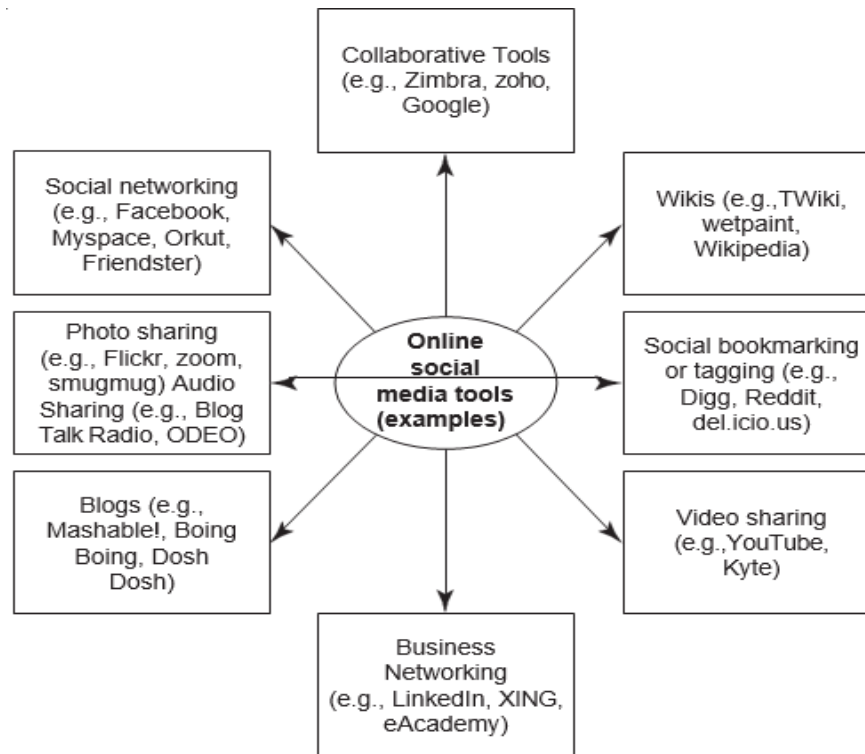 Collaborative Tools
(e.g., Zimbra, zoho,
Google)
Social networking
(e.g., Facebook,
Myspace, Orkut,
Friendster)
Wikis (e.g.,TWiki,
wetpaint,
Wikipedia)
Photo sharing
(e.g., Flickr, zoom,
smugmug) Audio
Sharing (e.g., Blog
Talk Radio, ODEO)
Online
social
media tools
(examples)
Social bookmarking
or tagging (e.g.,
Digg, Reddit,
del.icio.us)
Blogs (e.g.,
Mashable!, Boing
Boing, Dosh
Dosh)
Video sharing
(e.g.,YouTube,
Kyte)
Business
Networking
(e.g., LinkedIn, XING,
eAcademy)